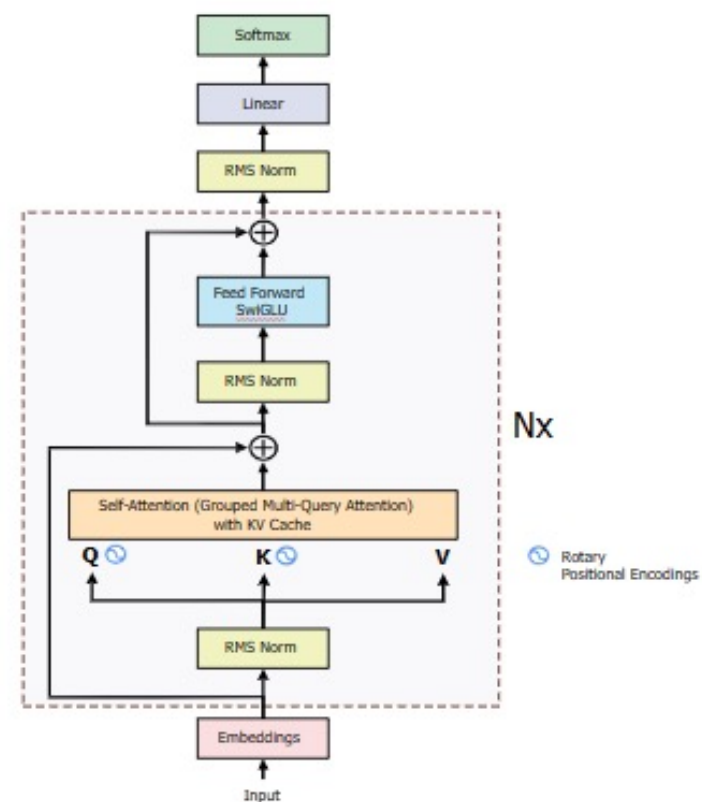 Softmax
Linear
RMS Norm
Feed Forward
SwiGLU
RMS Norm
Nx
Self-Attention (Grouped Multi-Query Attention)
with KV Cache
Q K V
Rotary
Positional Encodings
RMS Norm
Embeddings
Input